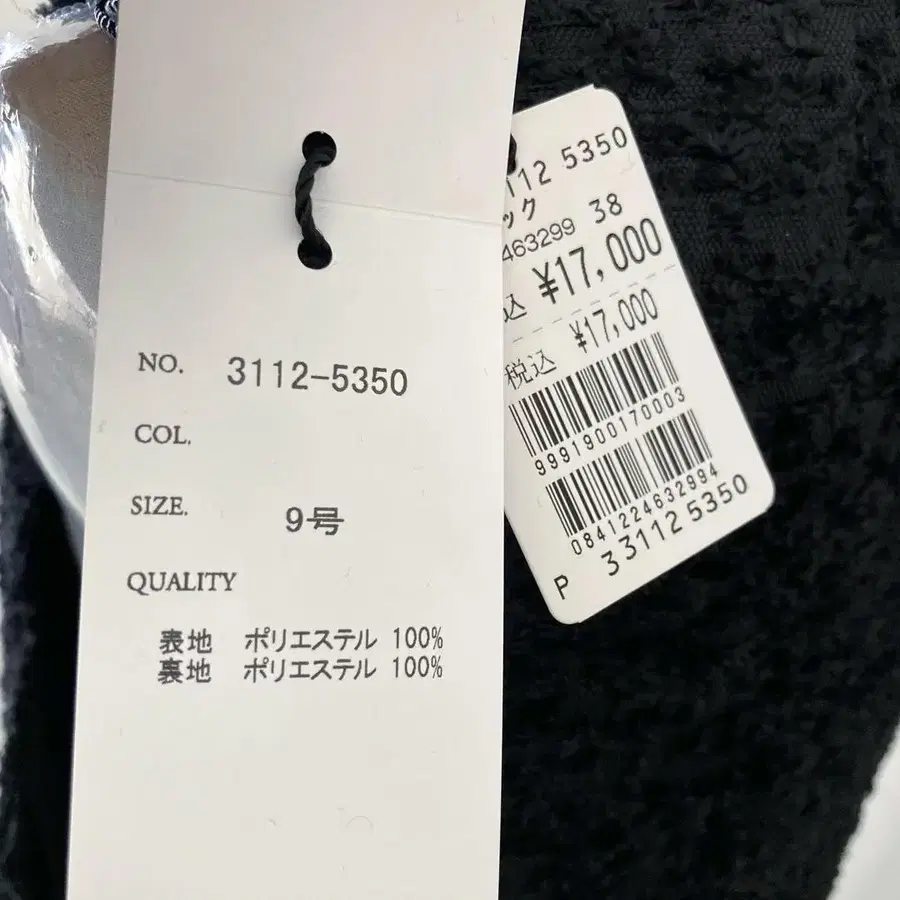 NO. 3112-5350
COL.
SIZE. 9号
QUALITY
表地 ポリエステル 100%
裏地 ポリエステル 100%
112 5350
ック
463299 38
込 ¥17,000
税込 ¥17,000
9991900170003
0841224632994
P 33112 5350